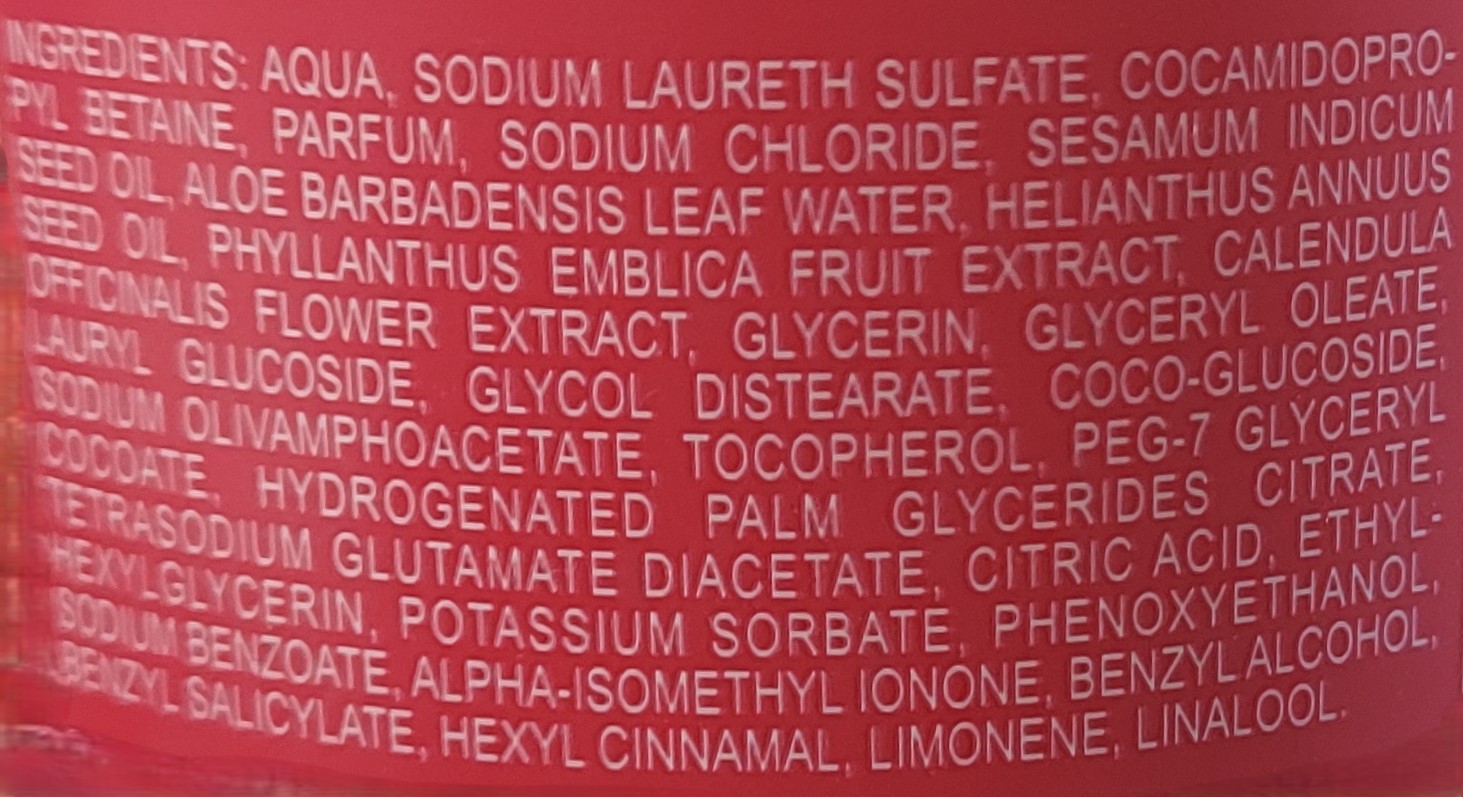 INGREDIENTS: AQUA, SODIUM LAURETH SULFATE, COCAMIDOPRO-
PYL BETAINE, PARFUM, SODIUM CHLORIDE, SESAMUM INDICUM
SEED OIL, ALOE BARBADENSIS LEAF WATER, HELIANTHUS ANNUUS
SEED OIL, PHYLLANTHUS EMBLICA FRUIT EXTRACT, CALENDULA
OFFICINALIS FLOWER EXTRACT, GLYCERIN, GLYCERYL OLEATE,
LAURYL GLUCOSIDE, GLYCOL DISTEARATE, COCO-GLUCOSIDE,
SODIUM OLIVAMPHOACETATE, TOCOPHEROL, PEG-7 GLYCERYL
COCOATE, HYDROGENATED PALM GLYCERIDES CITRATE,
TETRASODIUM GLUTAMATE DIACETATE, CITRIC ACID, ETHYL-
HEXYLGLYCERIN, POTASSIUM SORBATE, PHENOXYETHANOL,
SODIUM BENZOATE, ALPHA-ISOMETHYL IONONE, BENZYL ALCOHOL,
BENZYL SALICYLATE, HEXYL CINNAMAL, LIMONENE, LINALOOL.